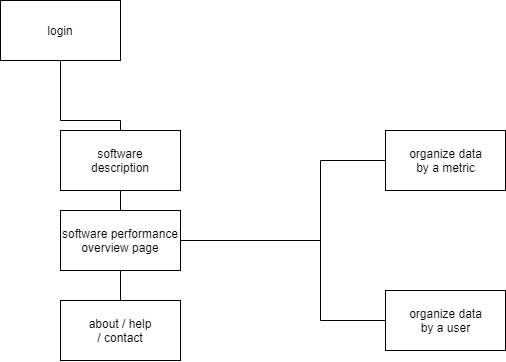 login
software
description
organize data
by a metric
software performance
overview page
about / help
/ contact
organize data
by a user